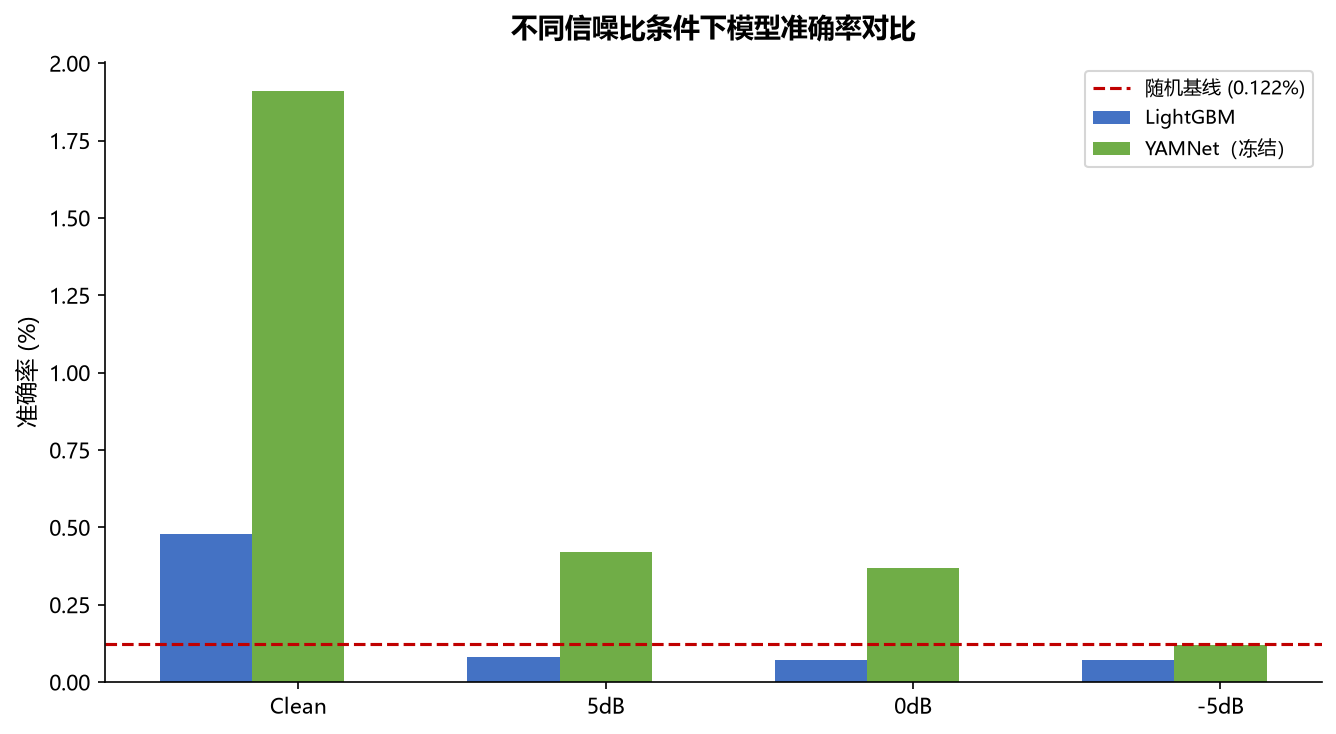 不同信噪比条件下模型准确率对比
随机基线 (0.122%)
LightGBM
YAMNet（冻结）
准确率 (%)
2.00
1.75
1.50
1.25
1.00
0.75
0.50
0.25
0.00
Clean
5dB
0dB
-5dB